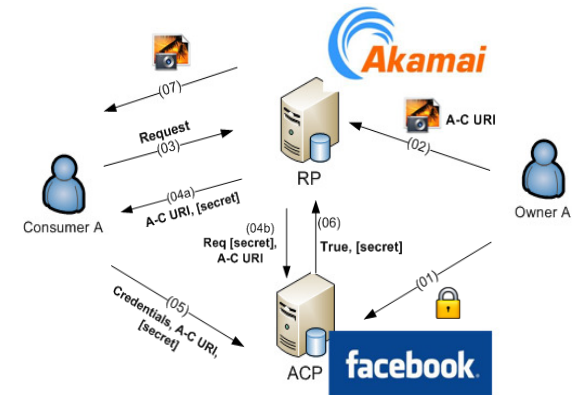 Akamai
(07)
Request
(03)
A-C URI
(02)
RP
Consumer A
(04a)
A-C URI, [secret]
Owner A
(04b)
Req [secret],
A-C URI
(06)
True, [secret]
(01)
(05)
Credentials, A-C URI,
[secret]
ACP
facebook.